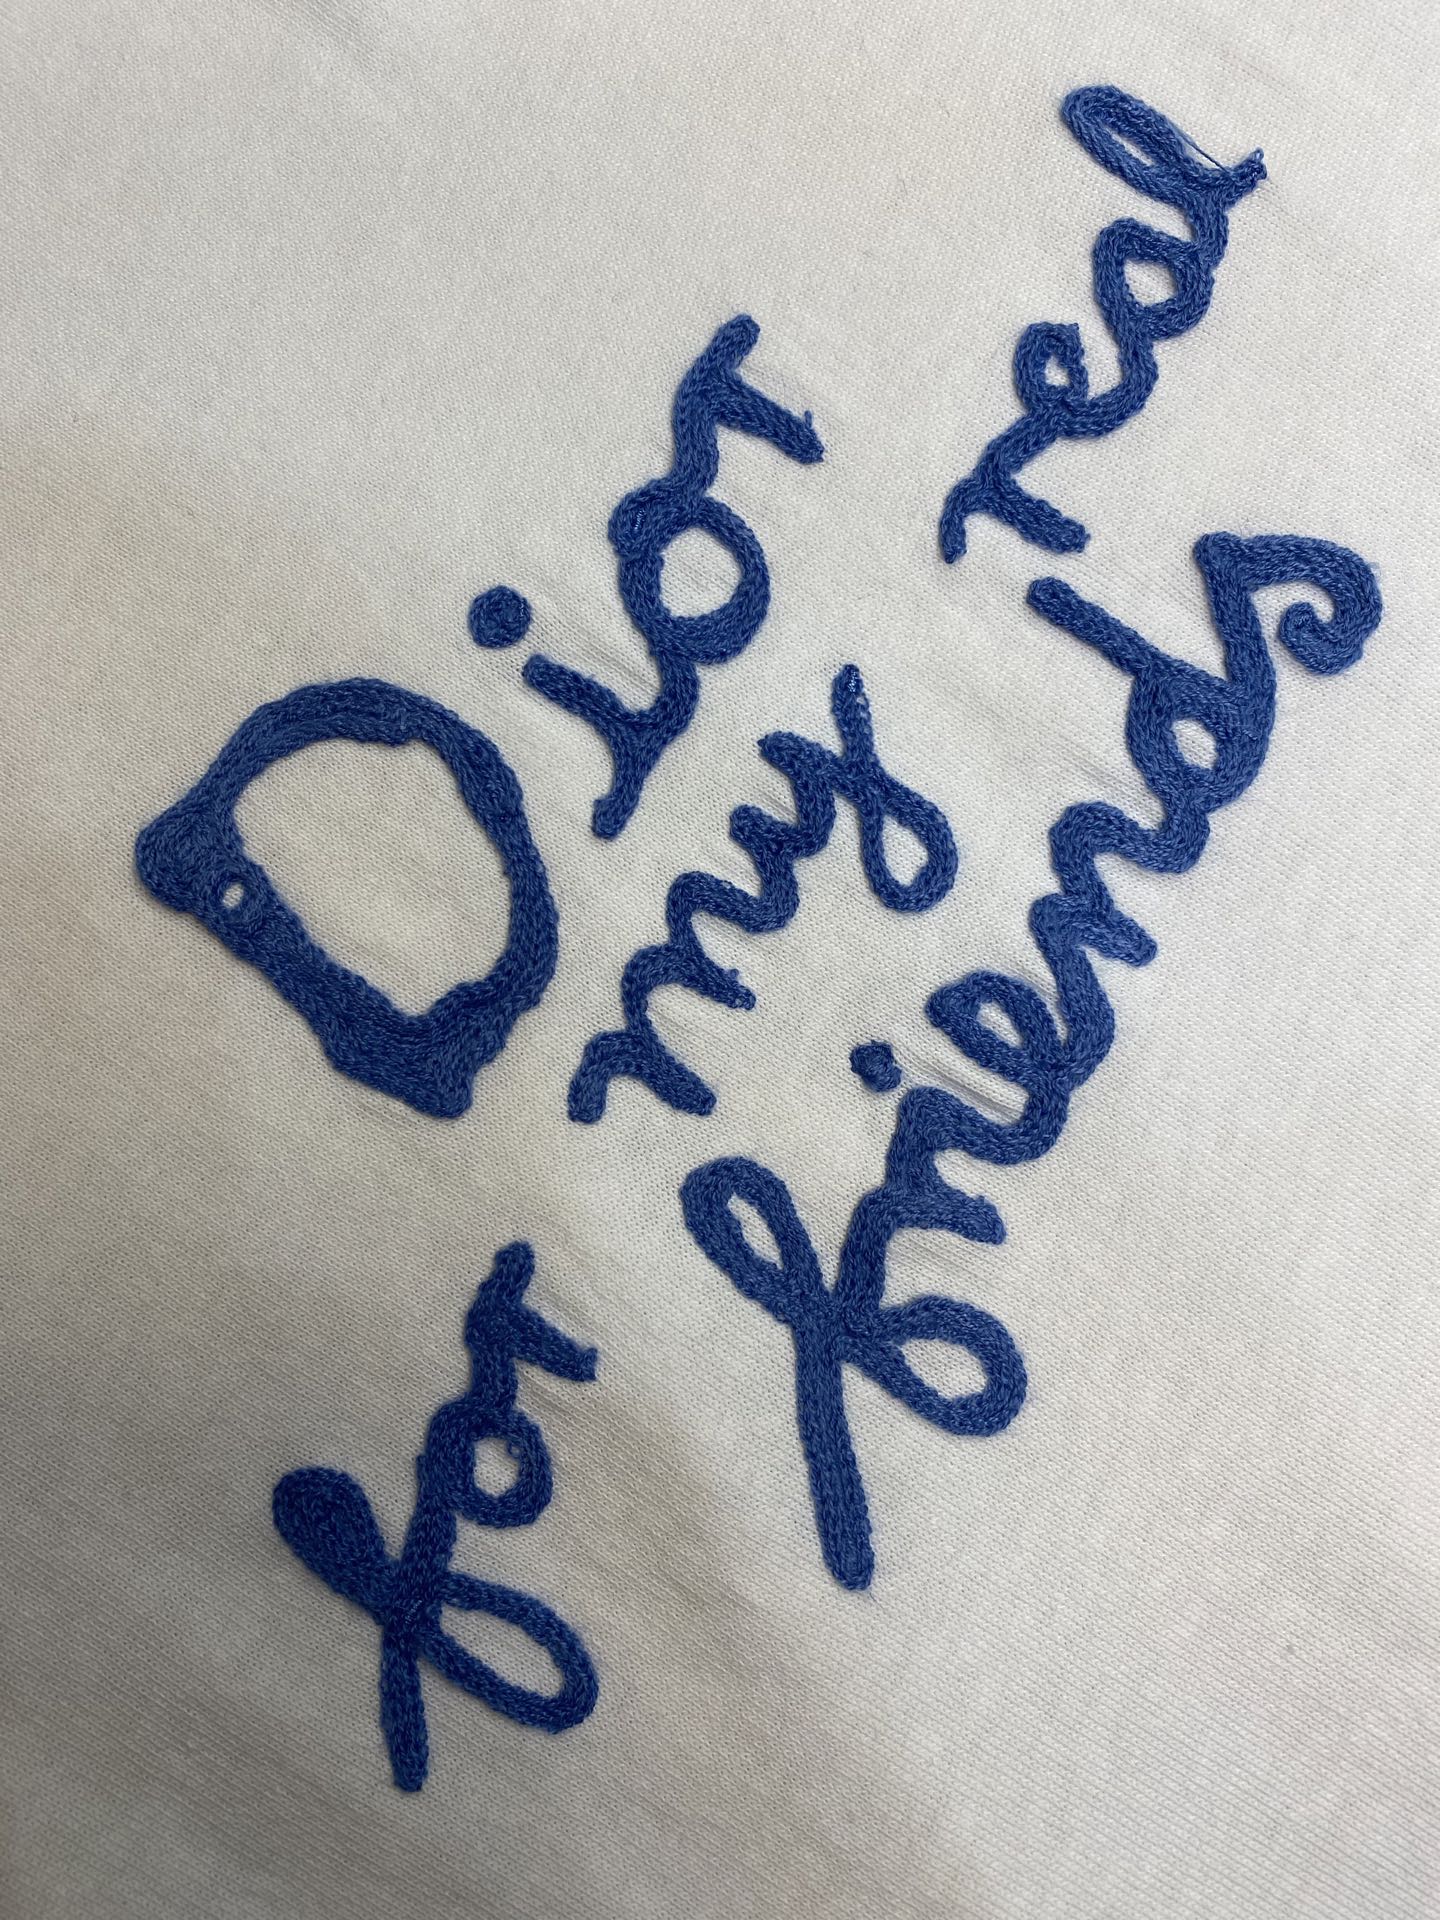 Dior
for my real
friends